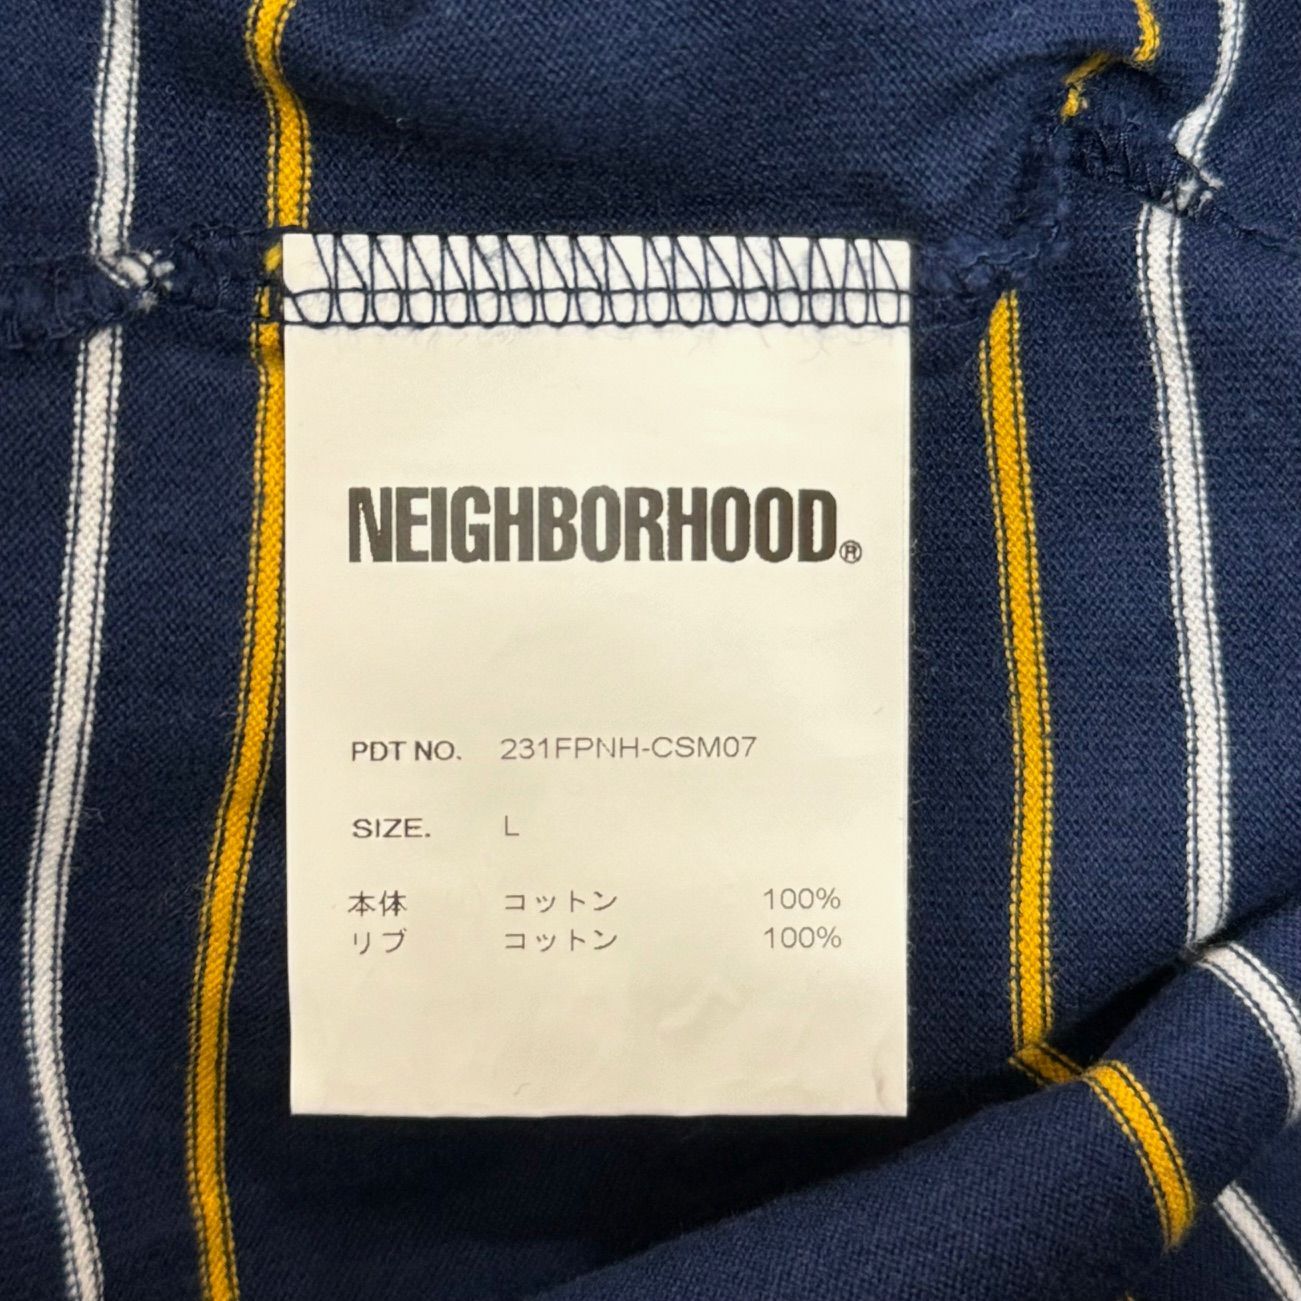 NEIGHBORHOOD®
PDT NO. 231FPNH-CSM07
SIZE. L
本体 コットン 100%
リブ コットン 100%